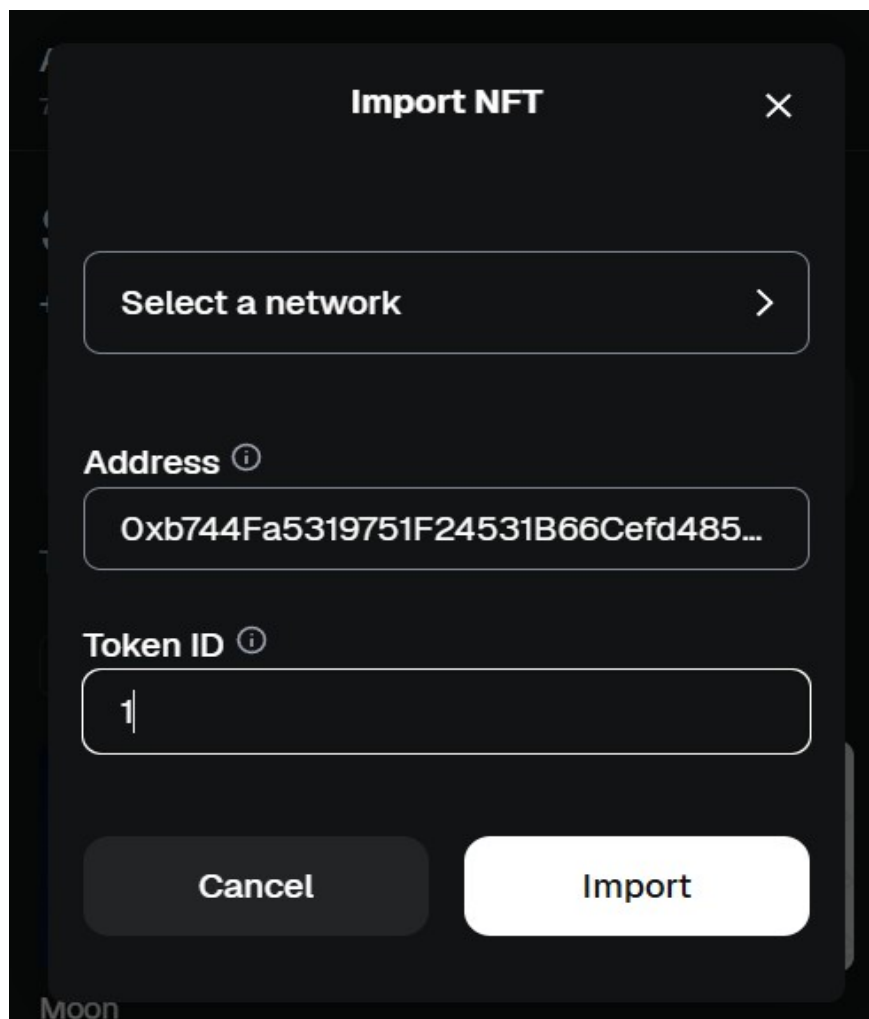 Import NFT
Select a network
Address
0xb744Fa5319751F24531B66Cefd485...
Token ID
1
Cancel
Import
Moon